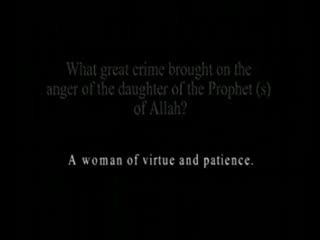 What great crime brought on the
anger of the daughter of the Prophet (s)
of Allah?
A woman of virtue and patience.